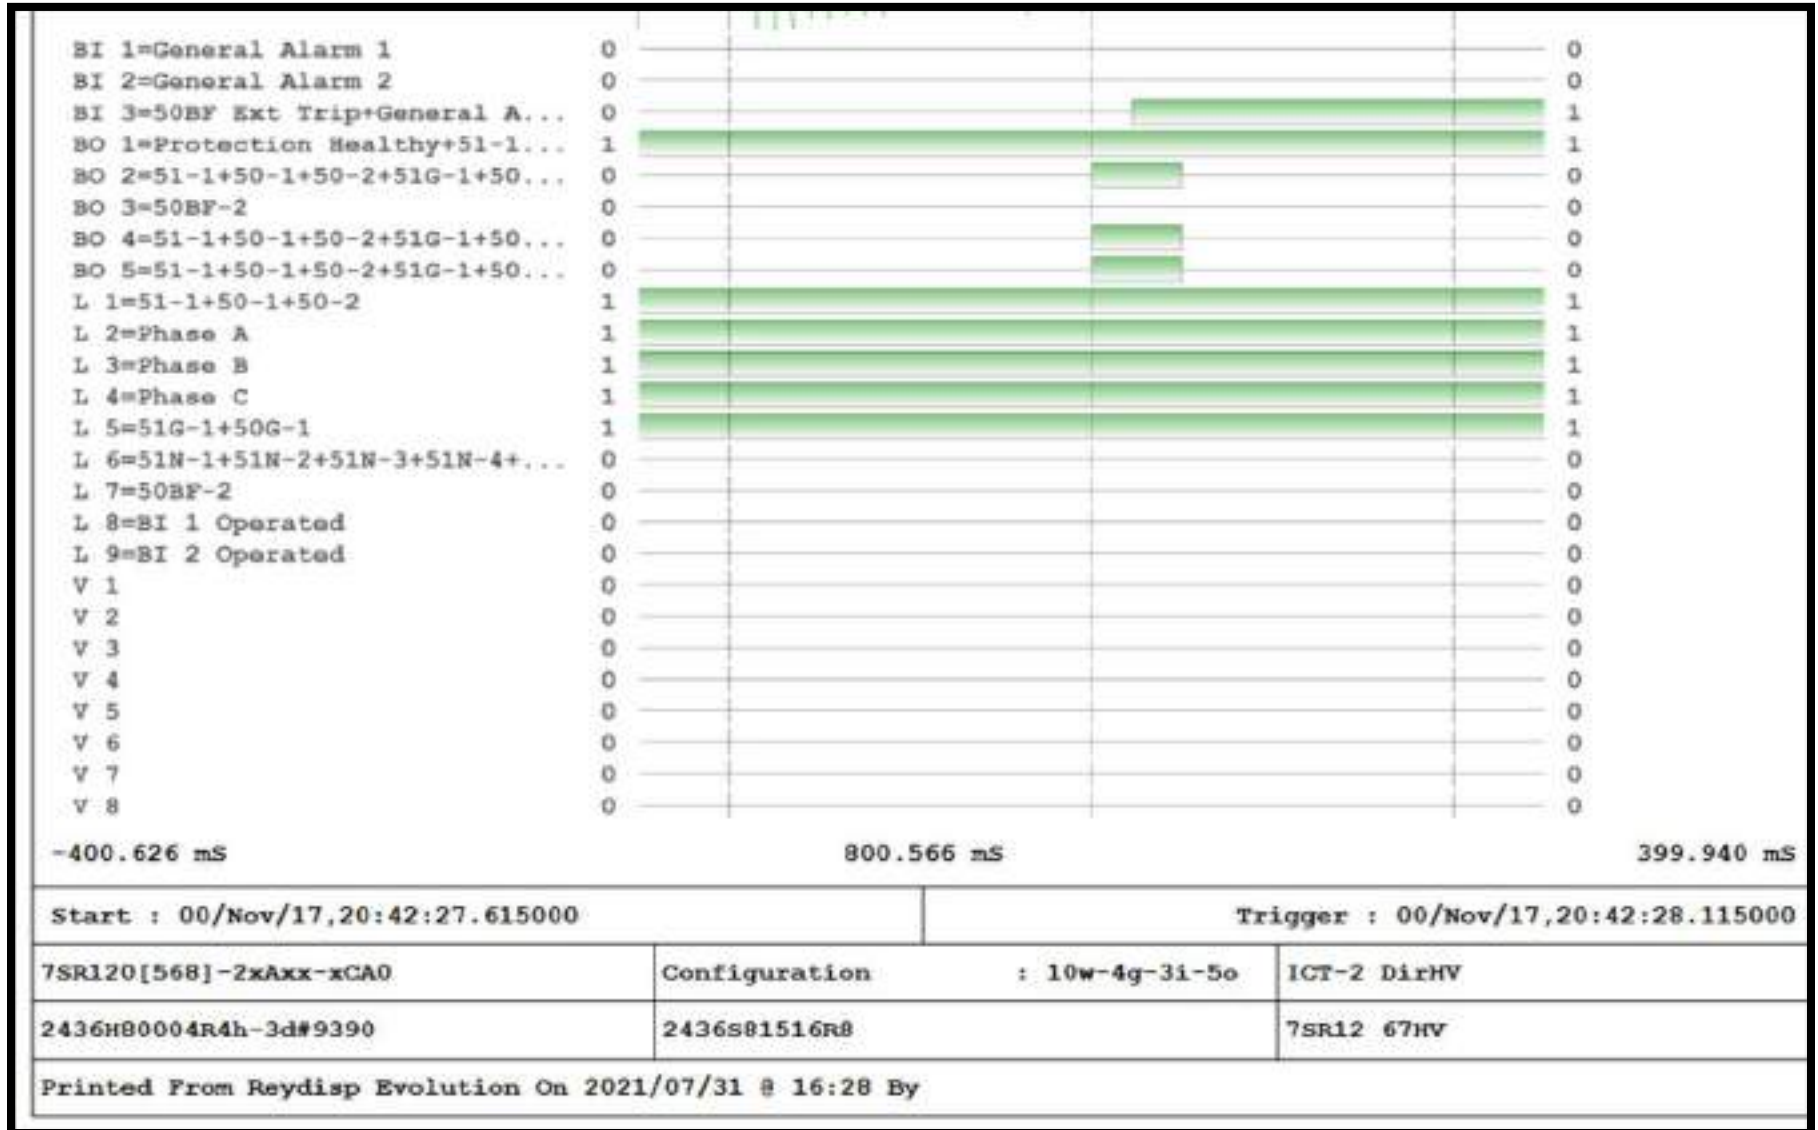 BI 1=General Alarm 1 0 0
BI 2=General Alarm 2 0 0
BI 3=50BF Ext Trip+General A... 0 1
BO 1=Protection Healthy+51-1... 1 1
BO 2=51-1+50-1+50-2+51G-1+50... 0 0
BO 3=50BF-2 0 0
BO 4=51-1+50-1+50-2+51G-1+50... 0 0
BO 5=51-1+50-1+50-2+51G-1+50... 0 0
L 1=51-1+50-1+50-2 1 1
L 2=Phase A 1 1
L 3=Phase B 1 1
L 4=Phase C 1 1
L 5=51G-1+50G-1 1 1
L 6=51N-1+51N-2+51N-3+51N-4+... 0 0
L 7=50BF-2 0 0
L 8=BI 1 Operated 0 0
L 9=BI 2 Operated 0 0
V 1 0 0
V 2 0 0
V 3 0 0
V 4 0 0
V 5 0 0
V 6 0 0
V 7 0 0
V 8 0 0
-400.626 mS 800.566 mS 399.940 mS
Start : 00/Nov/17,20:42:27.615000 Trigger : 00/Nov/17,20:42:28.115000
7SR120[568]-2xAxx-xCA0 Configuration : 10w-4g-3i-5o ICT-2 DirHV
2436H80004R4h-3d#9390 2436S81516R8 7SR12 67HV
Printed From Reydisp Evolution On 2021/07/31 @ 16:28 By